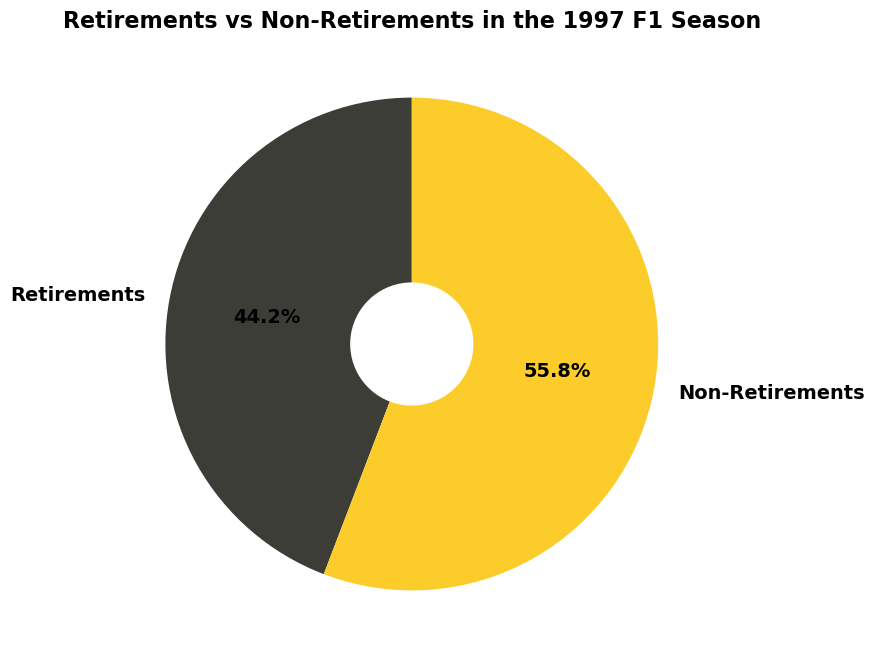 Retirements vs Non-Retirements in the 1997 F1 Season
Retirements
44.2%
55.8%
Non-Retirements